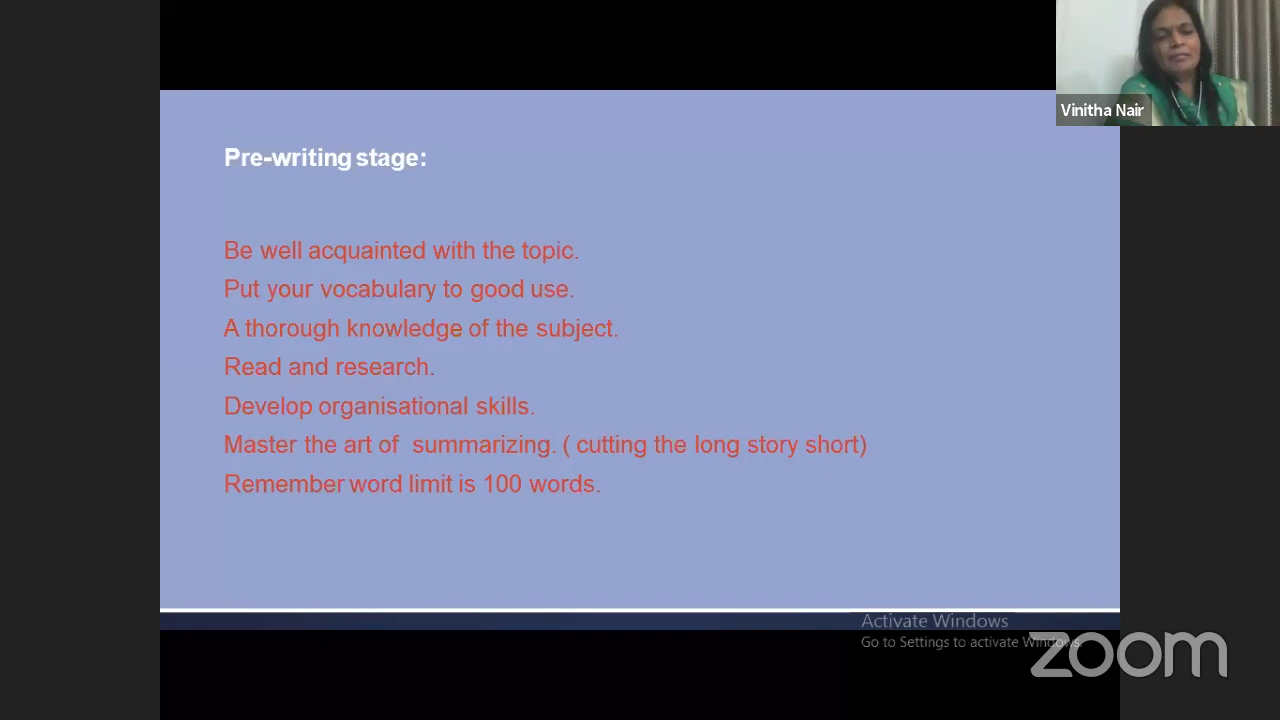 Vinitha Nair
Pre-writing stage:
Be well acquainted with the topic.
Put your vocabulary to good use.
A thorough knowledge of the subject.
Read and research.
Develop organisational skills.
Master the art of  summarizing. ( cutting the long story short)
Remember word limit is 100 words.
Activate Windows
Go to Settings to activate Windows.
zoom